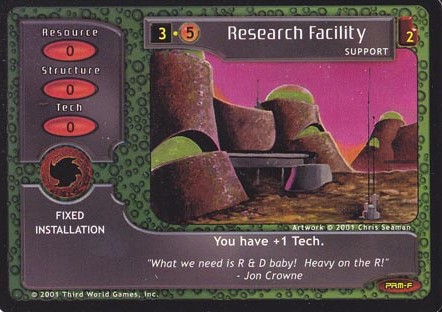 Resource
0
Structure
0
Tech
0
FIXED
INSTALLATION
3 • 5
Research Facility
SUPPORT
2
Artwork © 2001 Chris Seaman
You have +1 Tech.
"What we need is R & D baby! Heavy on the R!"
- Jon Crowne
© 2001 Third World Games, Inc.
PRM-F